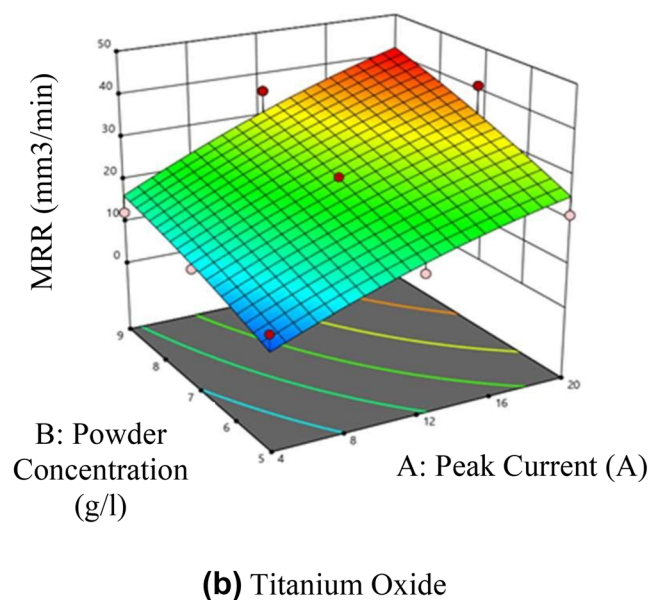 50
40
30
20
10
0
MRR (mm3/min)
9
8
7
6
5
4
8
12
16
20
B: Powder
Concentration
(g/l)
A: Peak Current (A)
(b) Titanium Oxide